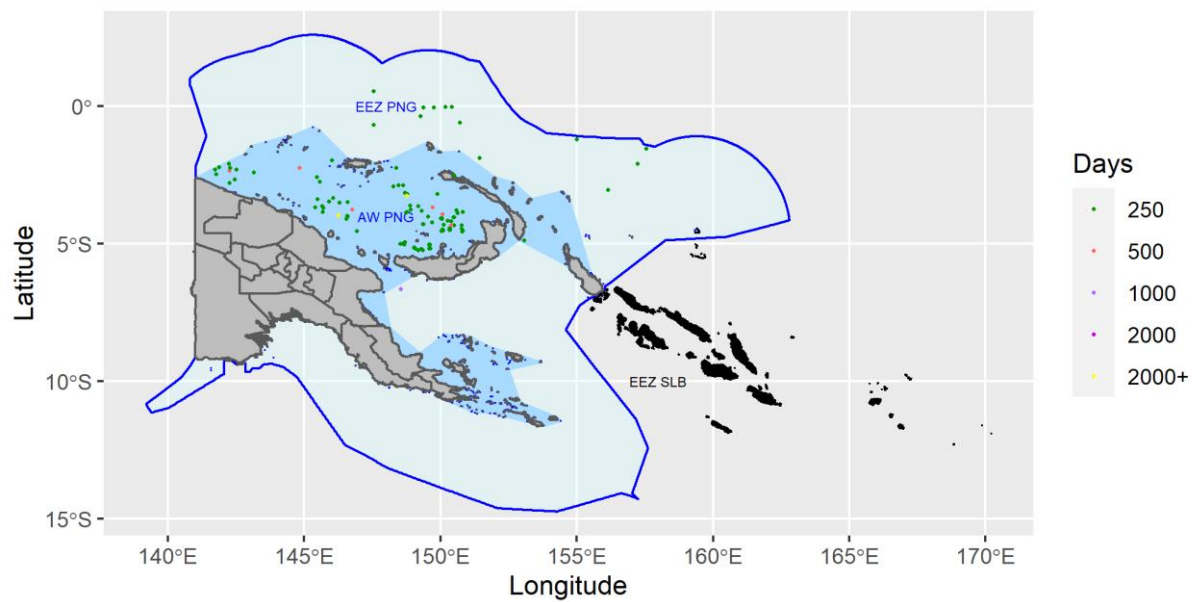 0°
5°S
10°S
15°S
Latitude
EEZ PNG
AW PNG
EEZ SLB
140°E
145°E
150°E
155°E
160°E
165°E
170°E
Longitude
Days
250
500
1000
2000
2000+